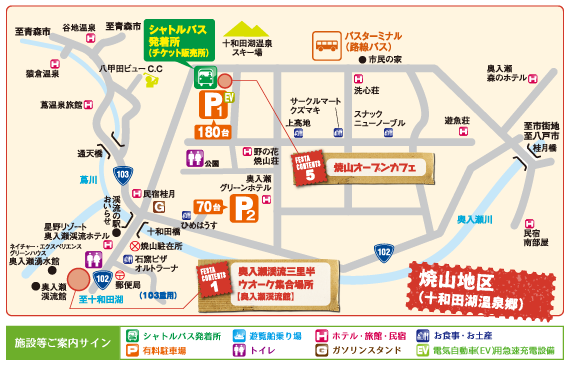 至青森市
谷地温泉
至青森市
シャトルバス
発着所
(チケット販売所)
十和田湖温泉
スキー場
バスターミナル
(路線バス)
市民の家
猿倉温泉
八甲田ビューC.C
奥入瀬
森のホテル
蔦温泉旅館
EV
P1
180台
洗心荘
サークルマート
クズマキ
上高地
スナック
ニューノーブル
遊魚荘
至市街地
至八戸市
桂月橋
通天橋
103
公園
野の花
焼山荘
FESTA
CONTENTS
5
焼山オープンカフェ
蔦川
民宿桂月
奥入瀬
グリーンホテル
70台
P2
渓流の駅
おいらせ
G
ひめはうす
十和田橋
奥入瀬川
星野リゾート
奥入瀬渓流ホテル
焼山駐在所
民宿
南部屋
ネイチャー・エクスペリエンス
グリーンハウス
奥入瀬湧水館
石窯ピザ
オルトラーナ
102
102
郵便局
奥入瀬
渓流館
至十和田湖
(103重用)
FESTA
CONTENTS
1
奥入瀬渓流三里半
ウオーク集合場所
【奥入瀬渓流館】
焼山地区
(十和田湖温泉郷)
施設等ご案内サイン
シャトルバス発着所
遊覧船乗り場
H ホテル・旅館・民宿
お食事・お土産
P 有料駐車場
トイレ
G ガソリンスタンド
EV 電気自動車(EV)用急速充電設備